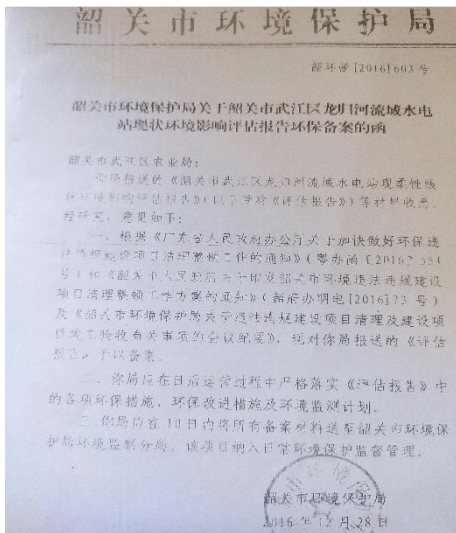 韶关市环境保护局
韶环审[2016]603号
韶关市环境保护局关于韶关市武江区龙归河流域水电
站现状环境影响评估报告环保备案的函
韶关市武江区农业局:
你局报送的《韶关市武江区龙归河流域水电站现状
环境影响评估报告》(以下简称《评估报告》)等材料收悉。
经研究,意见如下:
一、根据《广东省人民政府办公厅关于加快做好环保违
法违规建设项目清理整顿工作的通知》(粤办函[2016]554
号)和《韶关市人民政府关于印发韶关市环境违法违规建设
项目清理整顿工作方案的通知》(韶府办明电[2016]73号)
及《韶关市环境保护局关于违法违规建设项目清理及建设项
目竣工验收有关事项的会议纪要》,现对你局报送的《评估
报告》予以备案。
二、你局应在日后运营过程中严格落实《评估报告》中
的各项环保措施、环保改进措施及环境监测计划。
三、你局应在10日内将所有备案材料送至韶关市环境保
护局环境监察分局,该项目纳入日常环境保护监督管理。
韶关市环境保护局
2016年12月28日